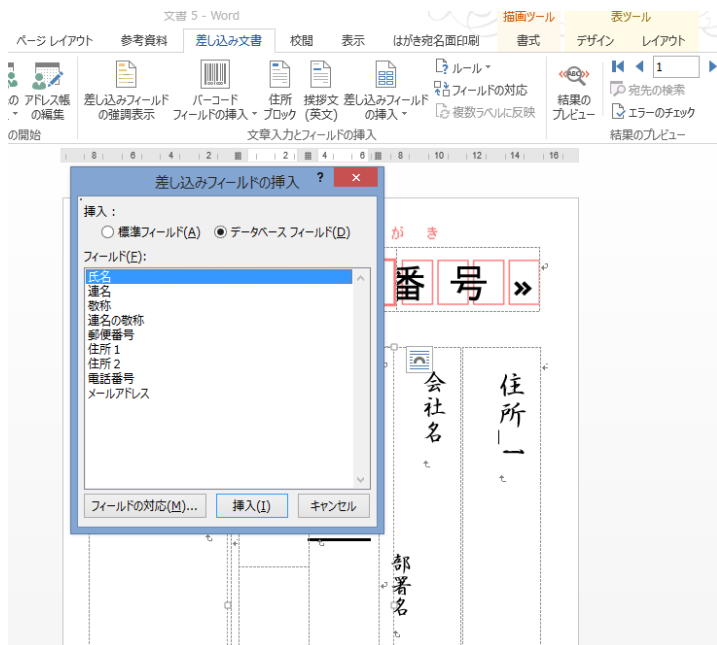 文書 5 - Word
描画ツール
表ツール
ページ レイアウト 参考資料 差し込み文書 校閲 表示 はがき宛名面印刷 書式 デザイン レイアウト
アドレス帳の編集
差し込みフィールドの強調表示
バーコード フィールドの挿入
住所ブロック
挨拶文(英文)
差し込みフィールドの挿入
ルール
フィールドの対応
複数ラベルに反映
«ABC»
結果のプレビュー
1
宛先の検索
エラーのチェック
の開始
文章入力とフィールドの挿入
結果のプレビュー
8 6 4 2 2 4 6 8 10 12 14 16
差し込みフィールドの挿入 ? ×
挿入：
標準フィールド(A) データベース フィールド(D)
フィールド(F):
氏名
連名
敬称
連名の敬称
郵便番号
住所 1
住所 2
電話番号
メールアドレス
フィールドの対応(M)... 挿入(I) キャンセル
がき
番号»
住所_一
会社名
部署名